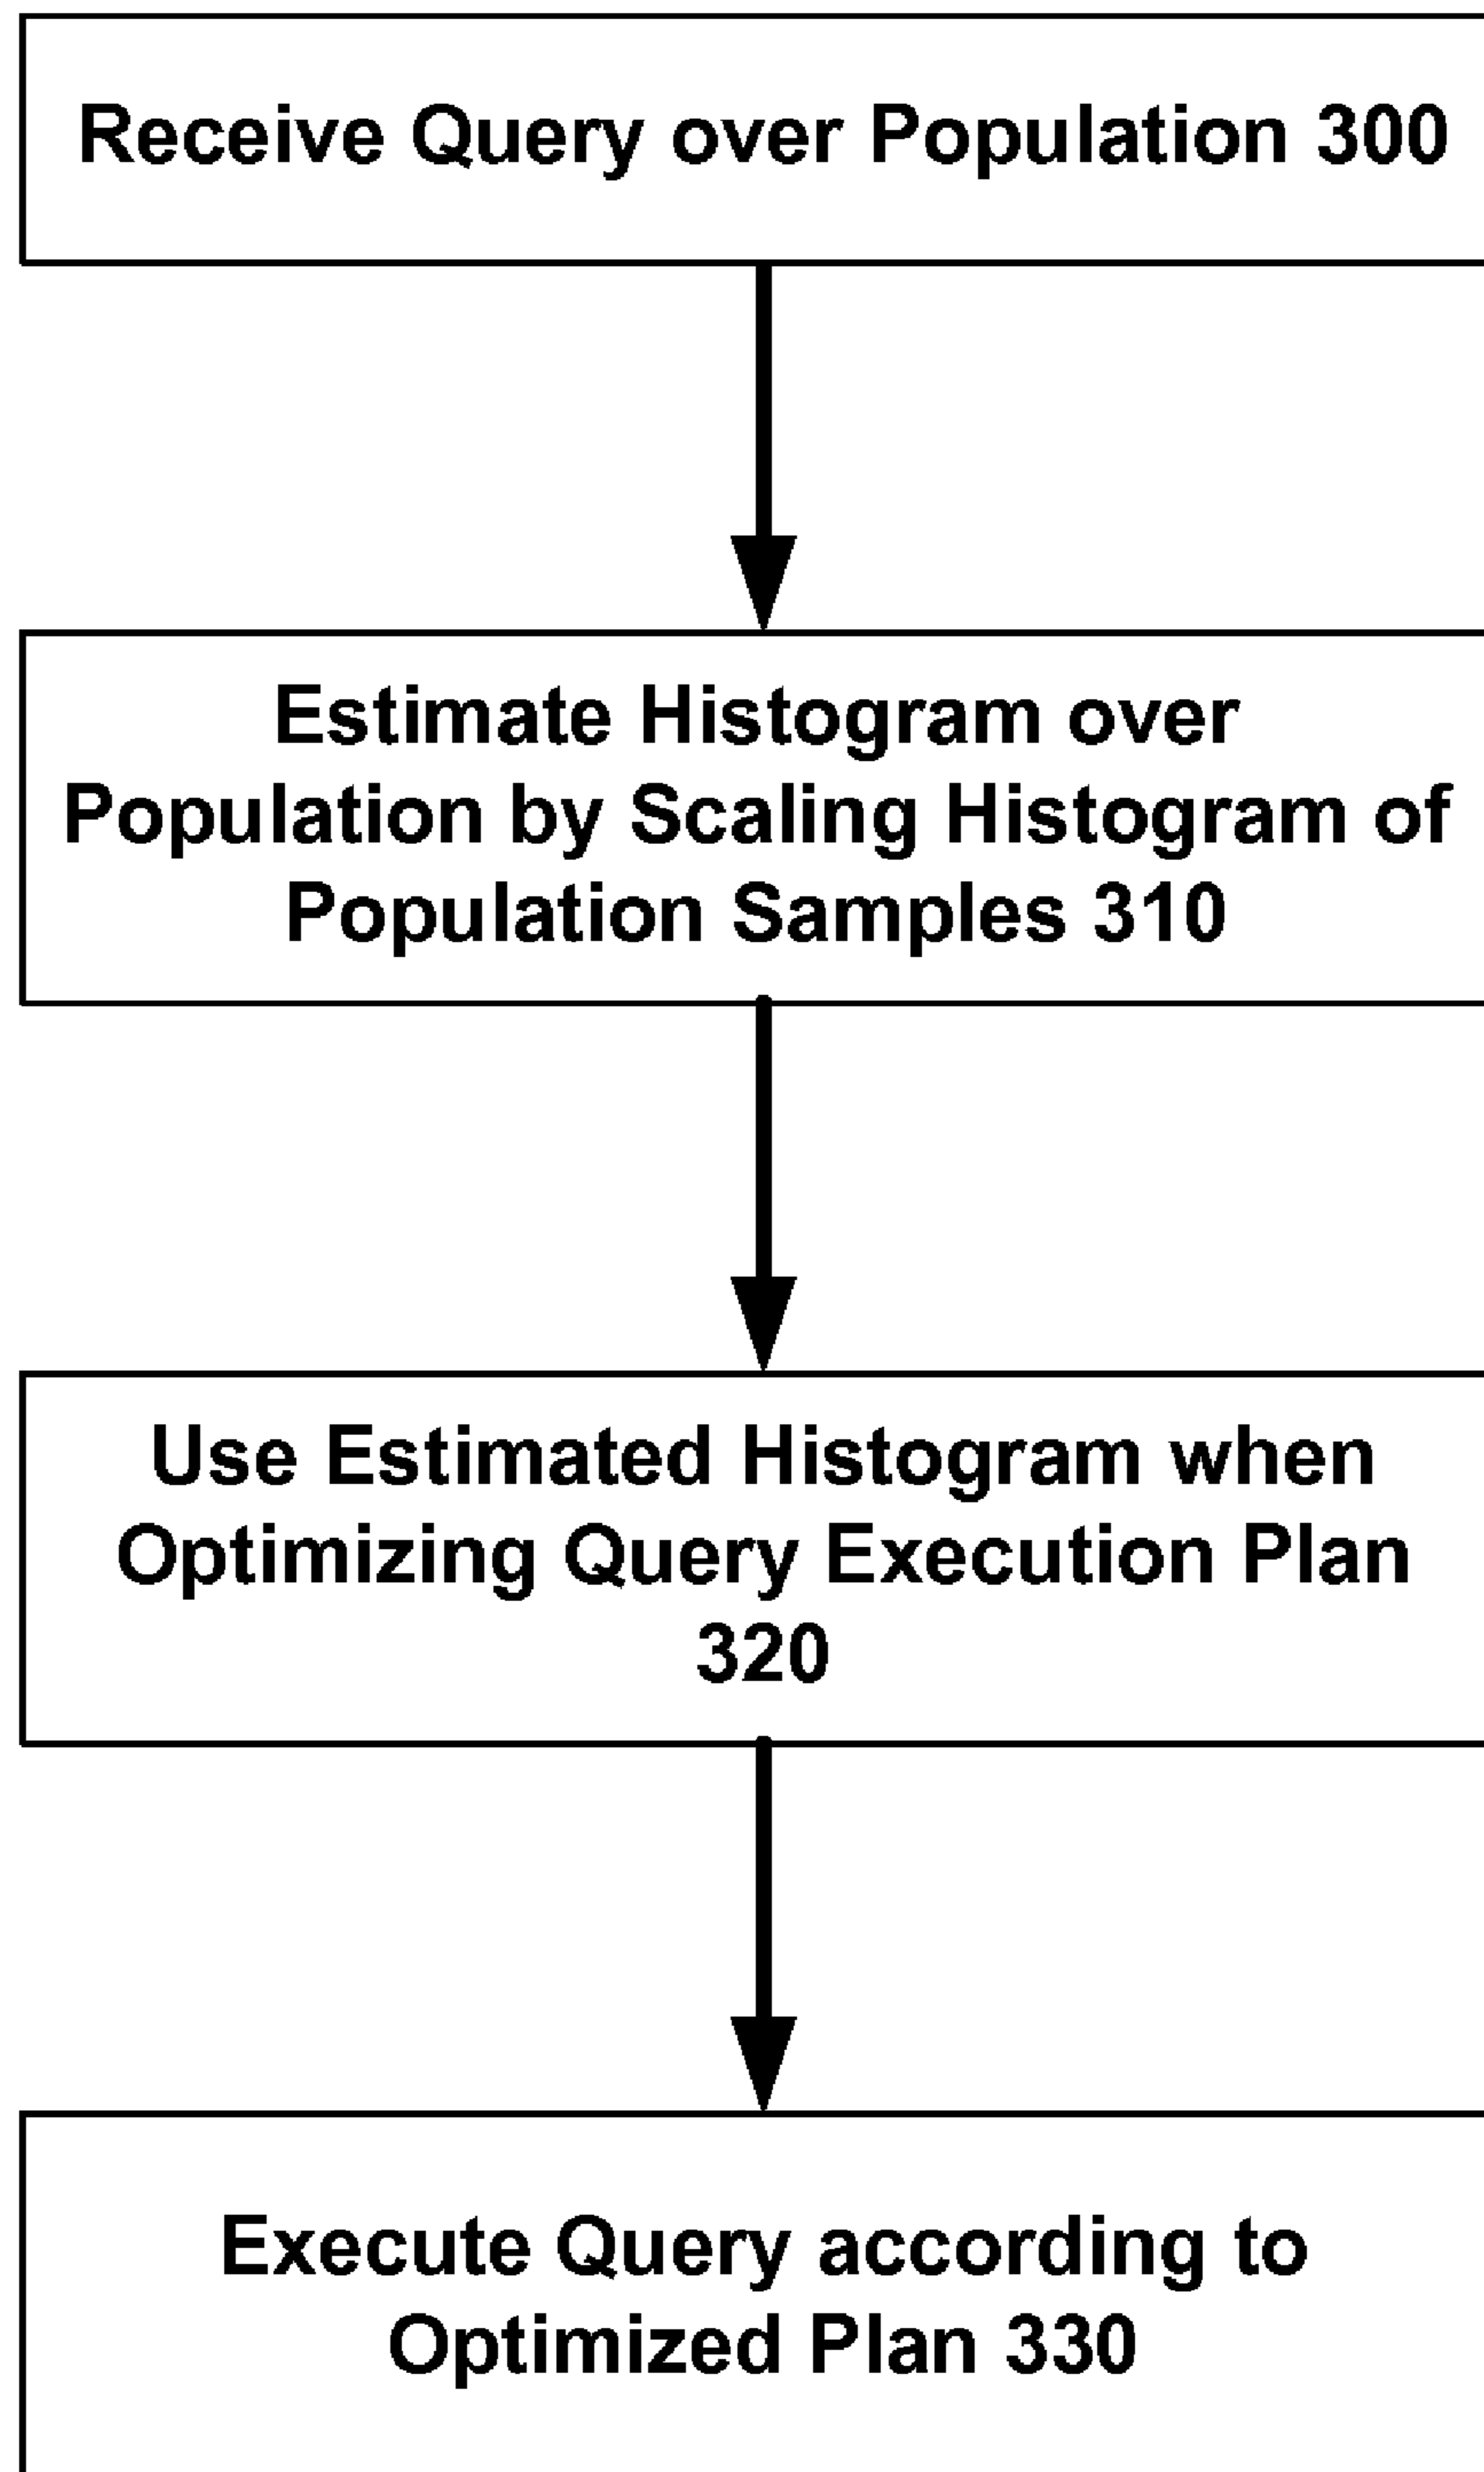 Receive Query over Population 300
Estimate Histogram over
Population by Scaling Histogram of
Population Samples 310
Use Estimated Histogram when
Optimizing Query Execution Plan
320
Execute Query according to
Optimized Plan 330